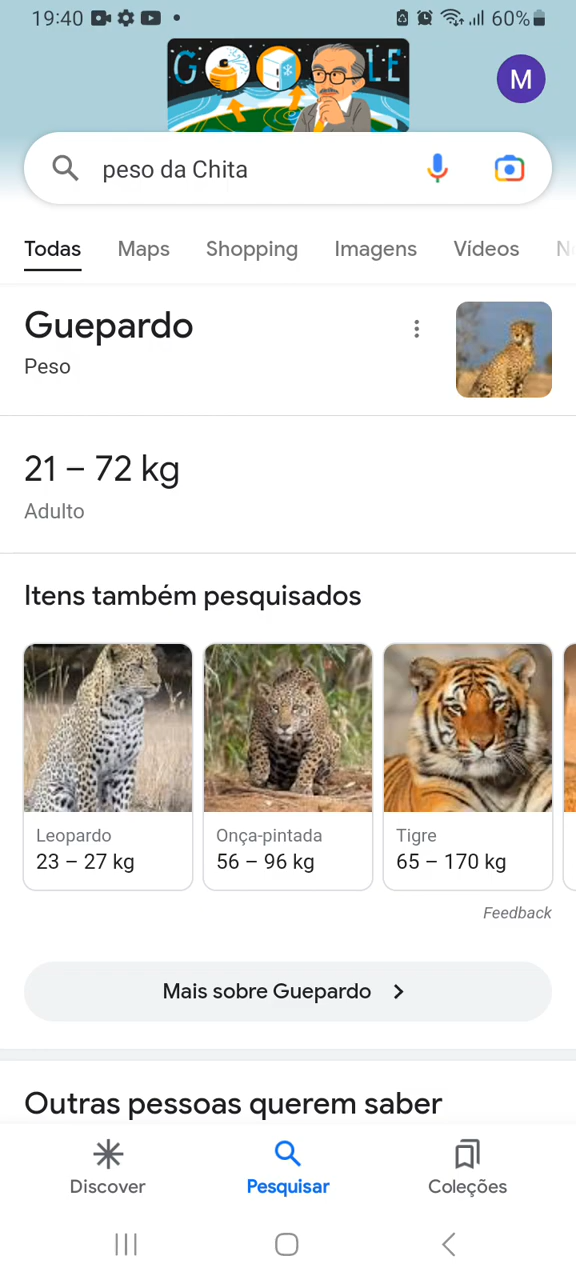 19:40 60%
G LE
M
peso da Chita
Todas Maps Shopping Imagens Vídeos
Guepardo
Peso
21 – 72 kg
Adulto
Itens também pesquisados
Leopardo Onça-pintada Tigre
23 – 27 kg 56 – 96 kg 65 – 170 kg
Feedback
Mais sobre Guepardo
Outras pessoas querem saber
Discover Pesquisar Coleções